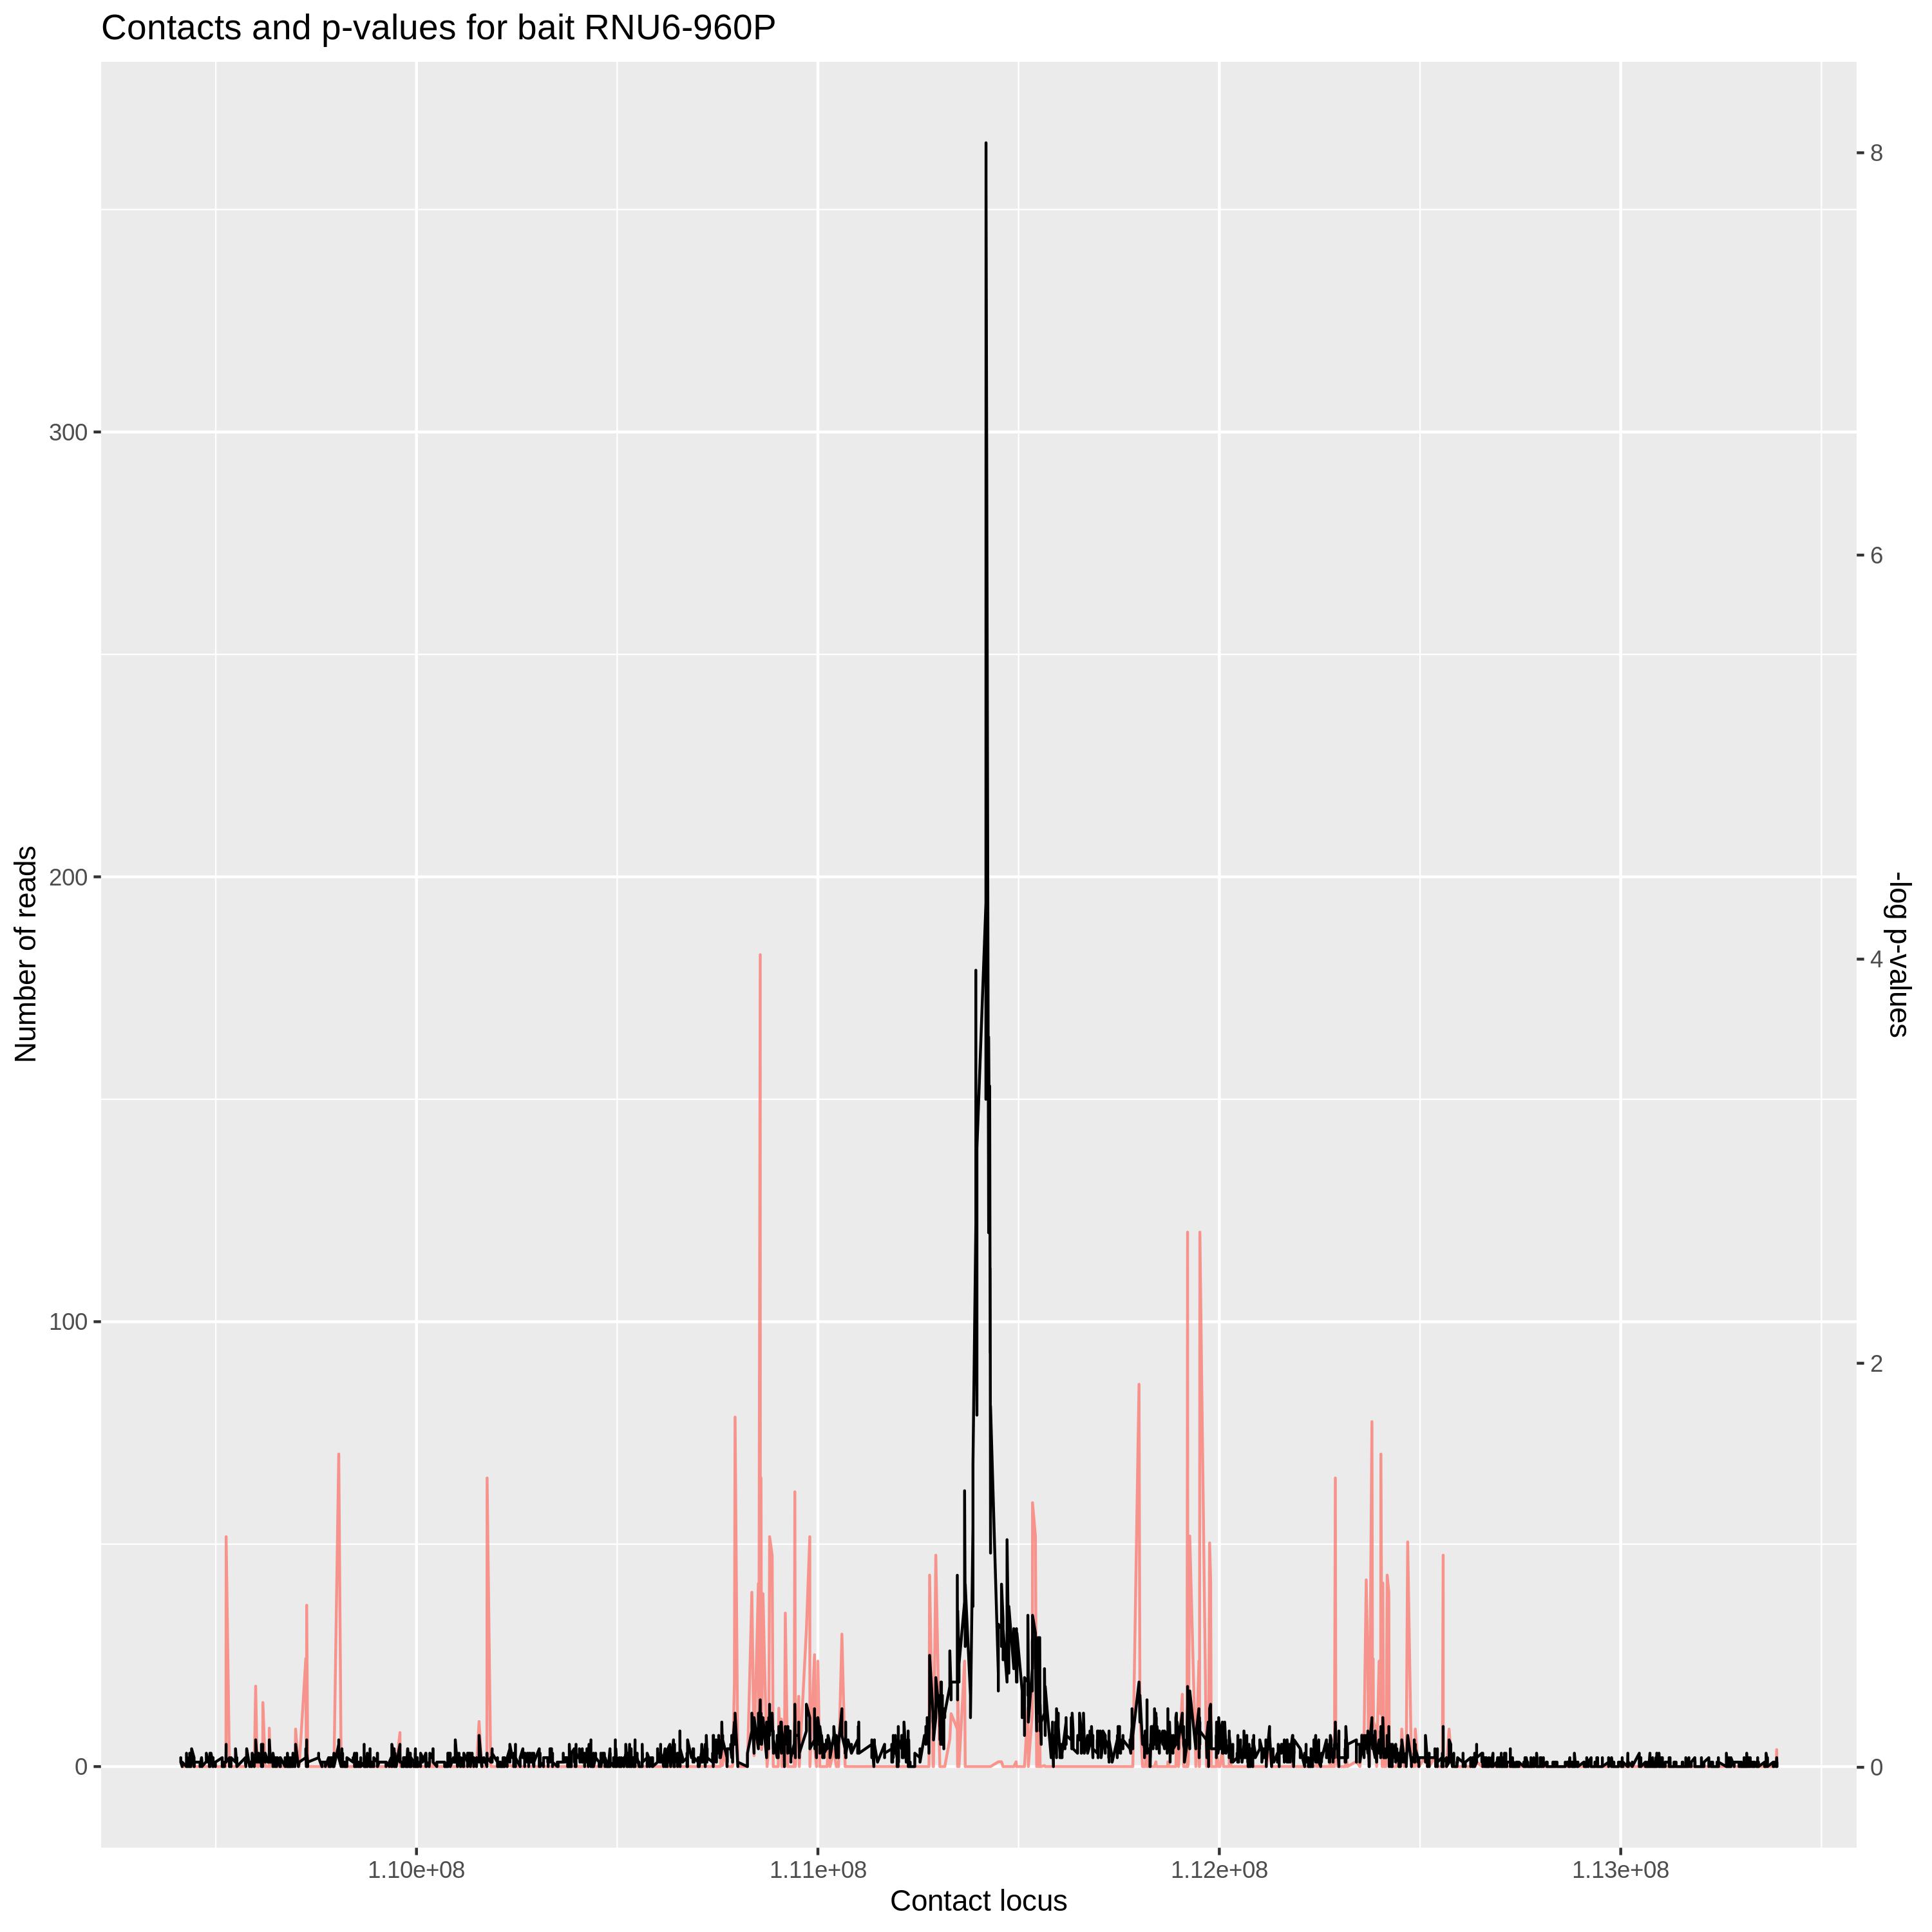 Contacts and p-values for bait RNU6-960P
Number of reads
300
200
100
0
8
6
4
2
0
-log p-values
1.10e+08
1.11e+08
1.12e+08
1.13e+08
Contact locus